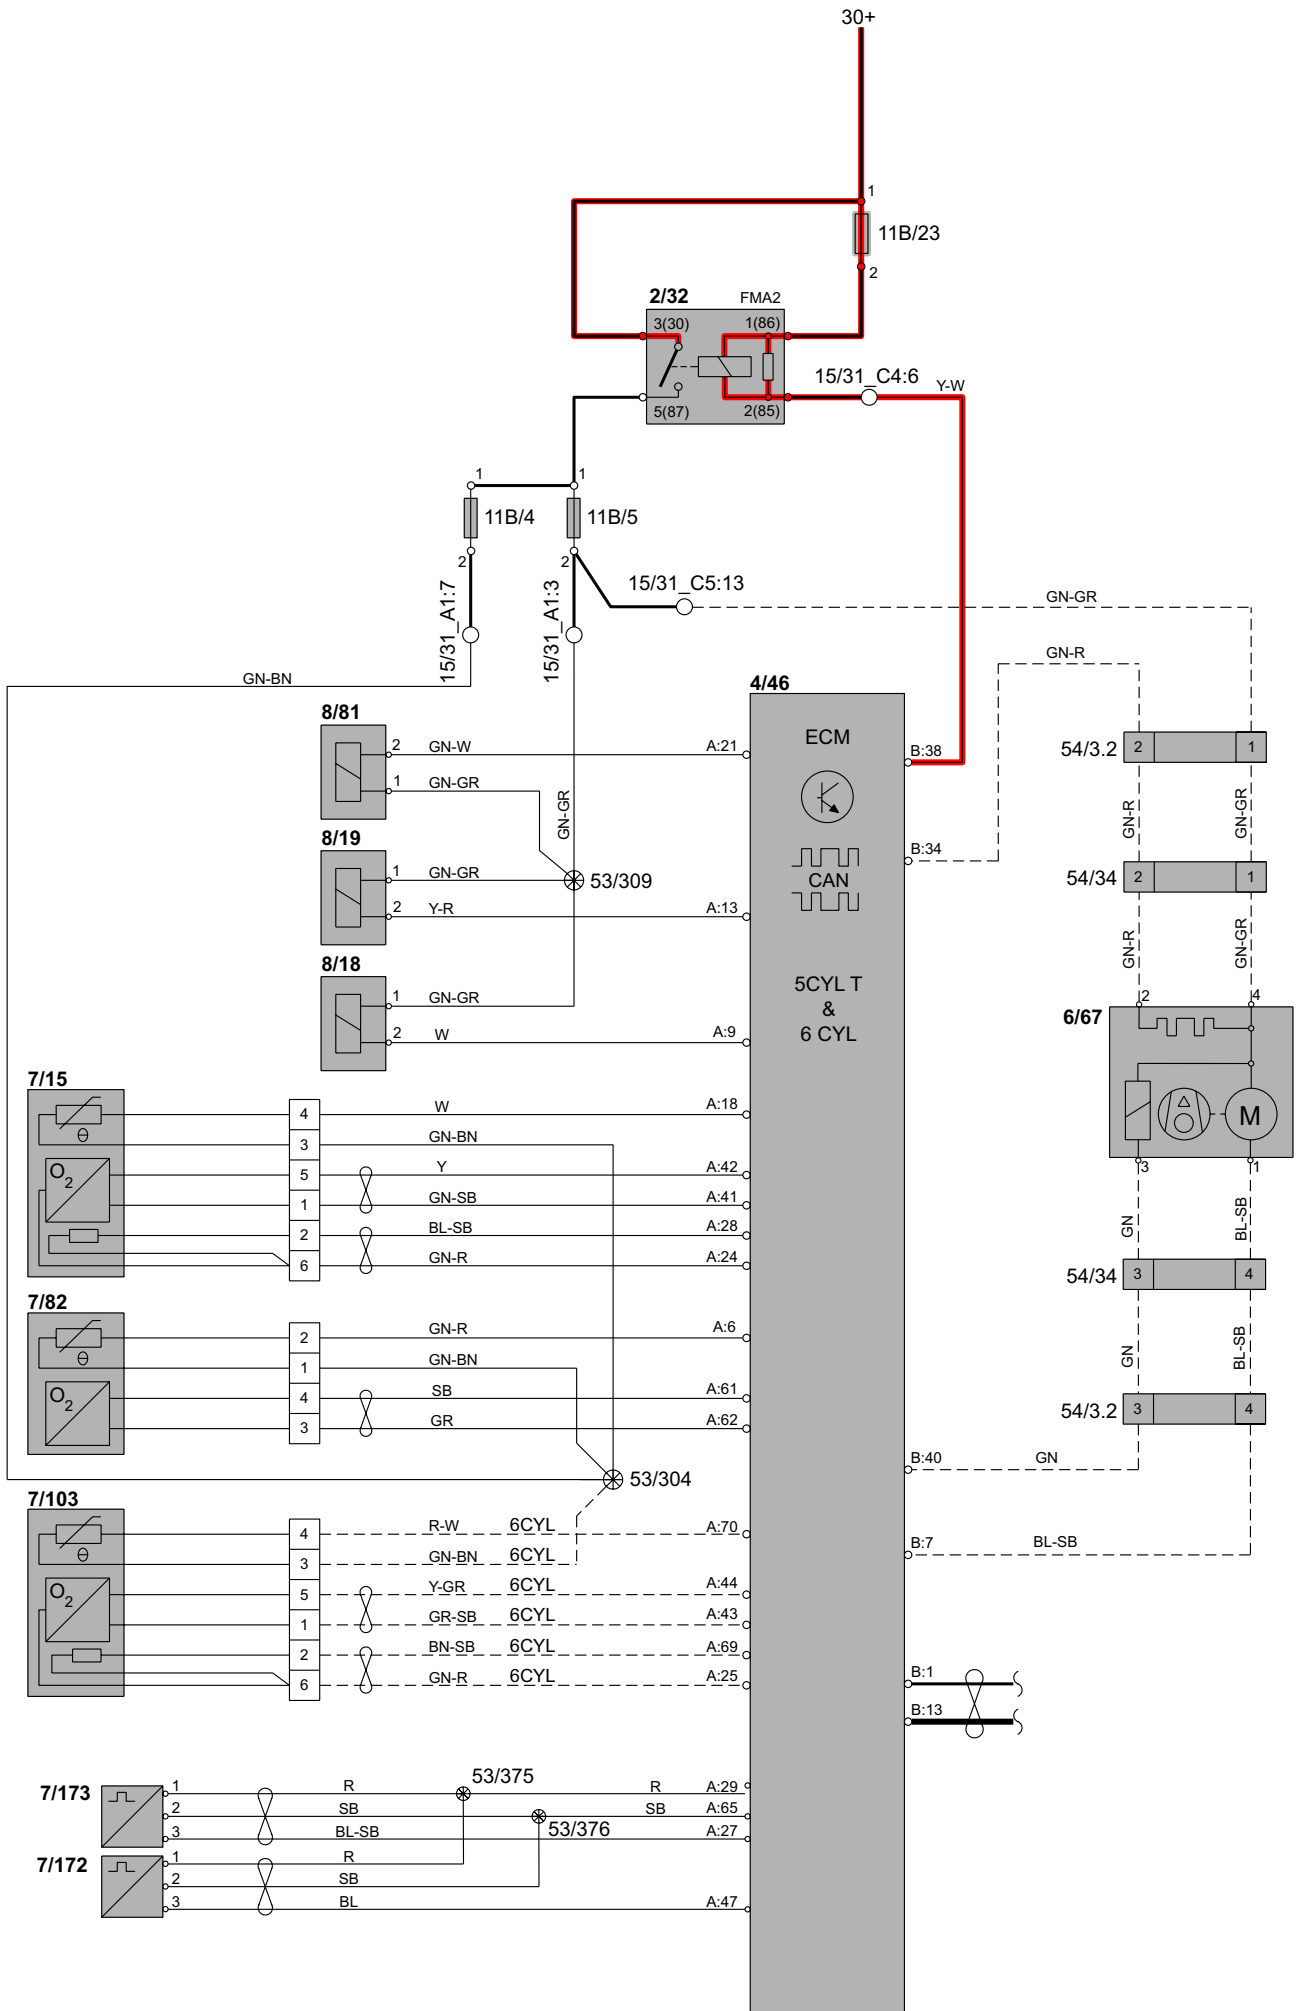 30+
1
11B/23
2
2/32 FMA2
3(30) 1(86)
5(87) 2(85)
15/31_C4:6
Y-W
1 1
11B/4 11B/5
2 2
15/31_A1:7
15/31_A1:3
15/31_C5:13
GN-GR
GN-R
GN-BN
GN-GR
4/46
ECM
CAN
5CYL T
&
6 CYL
8/81
2 GN-W A:21
1 GN-GR
8/19
1 GN-GR
53/309
2 Y-R A:13
8/18
1 GN-GR
2 W A:9
7/15
θ
O2
4 W A:18
3 GN-BN
5 Y A:42
1 GN-SB A:41
2 BL-SB A:28
6 GN-R A:24
7/82
θ
O2
2 GN-R A:6
1 GN-BN
4 SB A:61
3 GR A:62
53/304
7/103
θ
O2
4 R-W 6CYL A:70
3 GN-BN 6CYL
5 Y-GR 6CYL A:44
1 GR-SB 6CYL A:43
2 BN-SB 6CYL A:69
6 GN-R 6CYL A:25
7/173
1 R 53/375 R A:29
2 SB SB A:65
53/376
3 BL-SB A:27
7/172
1 R
2 SB
3 BL A:47
B:38
B:34
54/3.2 2 1
GN-R GN-GR
54/34 2 1
GN-R GN-GR
2 4
6/67
M
3 1
GN BL-SB
54/34 3 4
GN BL-SB
54/3.2 3 4
B:40 GN
B:7 BL-SB
B:1
B:13